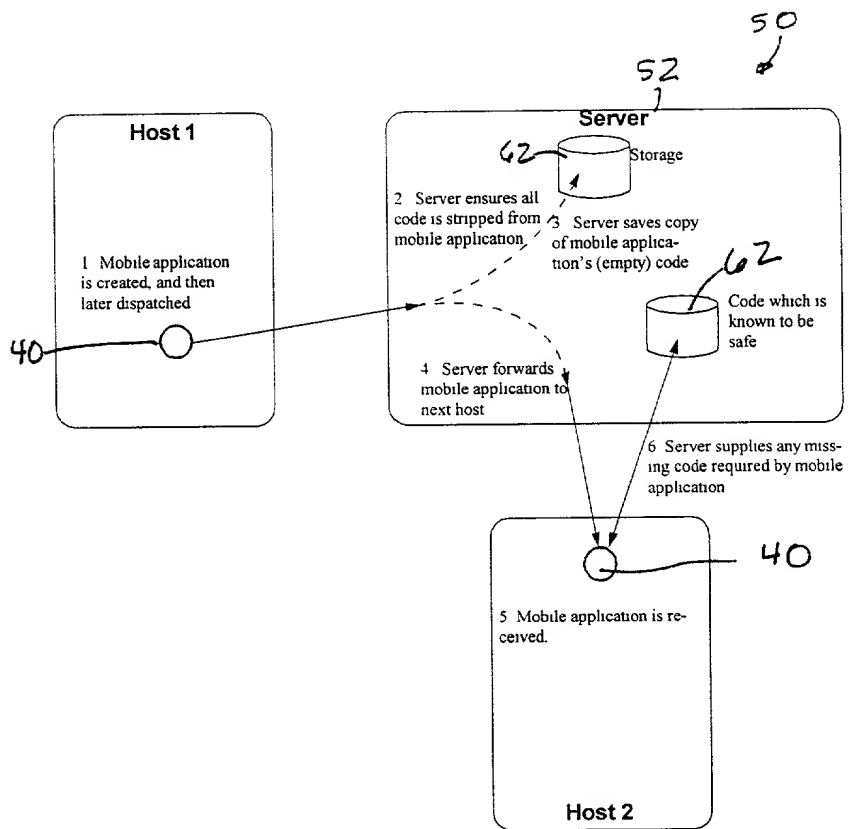 50
52
Host 1
Server
62
Storage
2 Server ensures all
code is stripped from
mobile application
3 Server saves copy
of mobile applica-
tion's (empty) code
1 Mobile application
is created, and then
later dispatched
62
Code which is
known to be
safe
40
4 Server forwards
mobile application to
next host
6 Server supplies any miss-
ing code required by mobile
application
40
5 Mobile application is re-
ceived.
Host 2